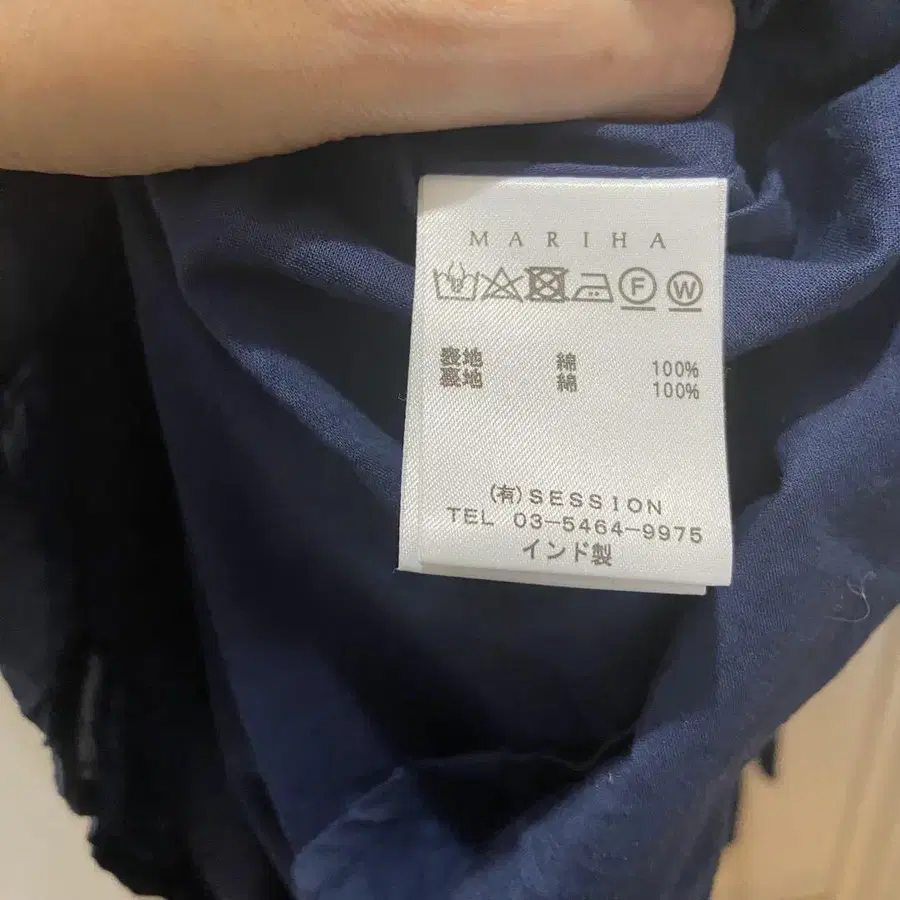 MARIHA
F W
表地 綿 100%
裏地 綿 100%
(有)SESSION
TEL 03-5464-9975
インド製